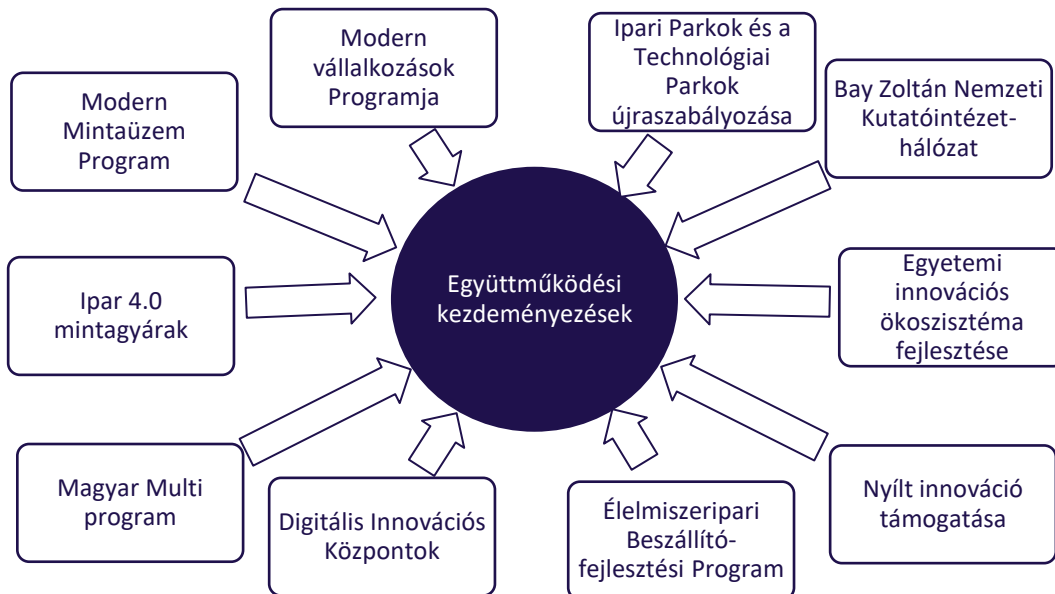 Modern
vállalkozások
Programja
Ipari Parkok és a
Technológiai
Parkok
újraszabályozása
Modern
Mintaüzem
Program
Bay Zoltán Nemzeti
Kutatóintézet-
hálózat
Ipar 4.0
mintagyárak
Együttműködési
kezdeményezések
Egyetemi
innovációs
ökoszisztéma
fejlesztése
Magyar Multi
program
Digitális Innovációs
Központok
Élelmiszeripari
Beszállító-
fejlesztési Program
Nyílt innováció
támogatása